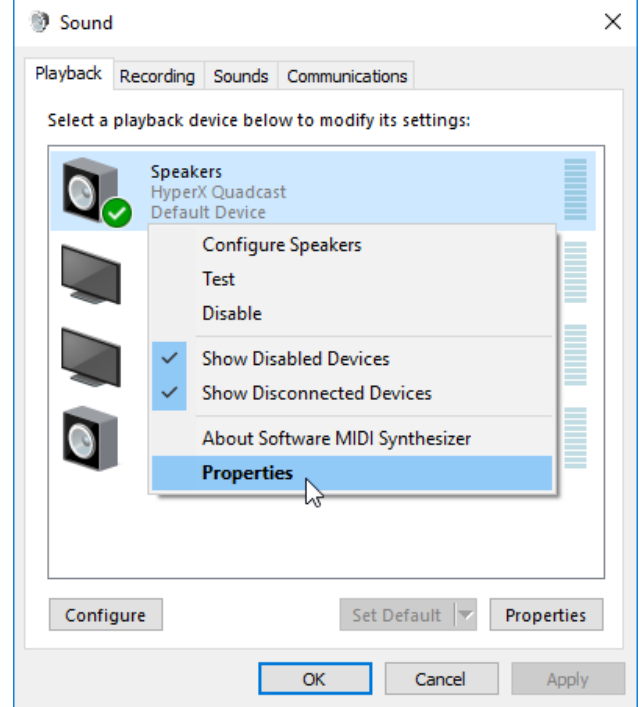 Sound
Playback Recording Sounds Communications
Select a playback device below to modify its settings:
Speakers
HyperX Quadcast
Default Device
Configure Speakers
Test
Disable
Show Disabled Devices
Show Disconnected Devices
About Software MIDI Synthesizer
Properties
Configure Set Default Properties
OK Cancel Apply